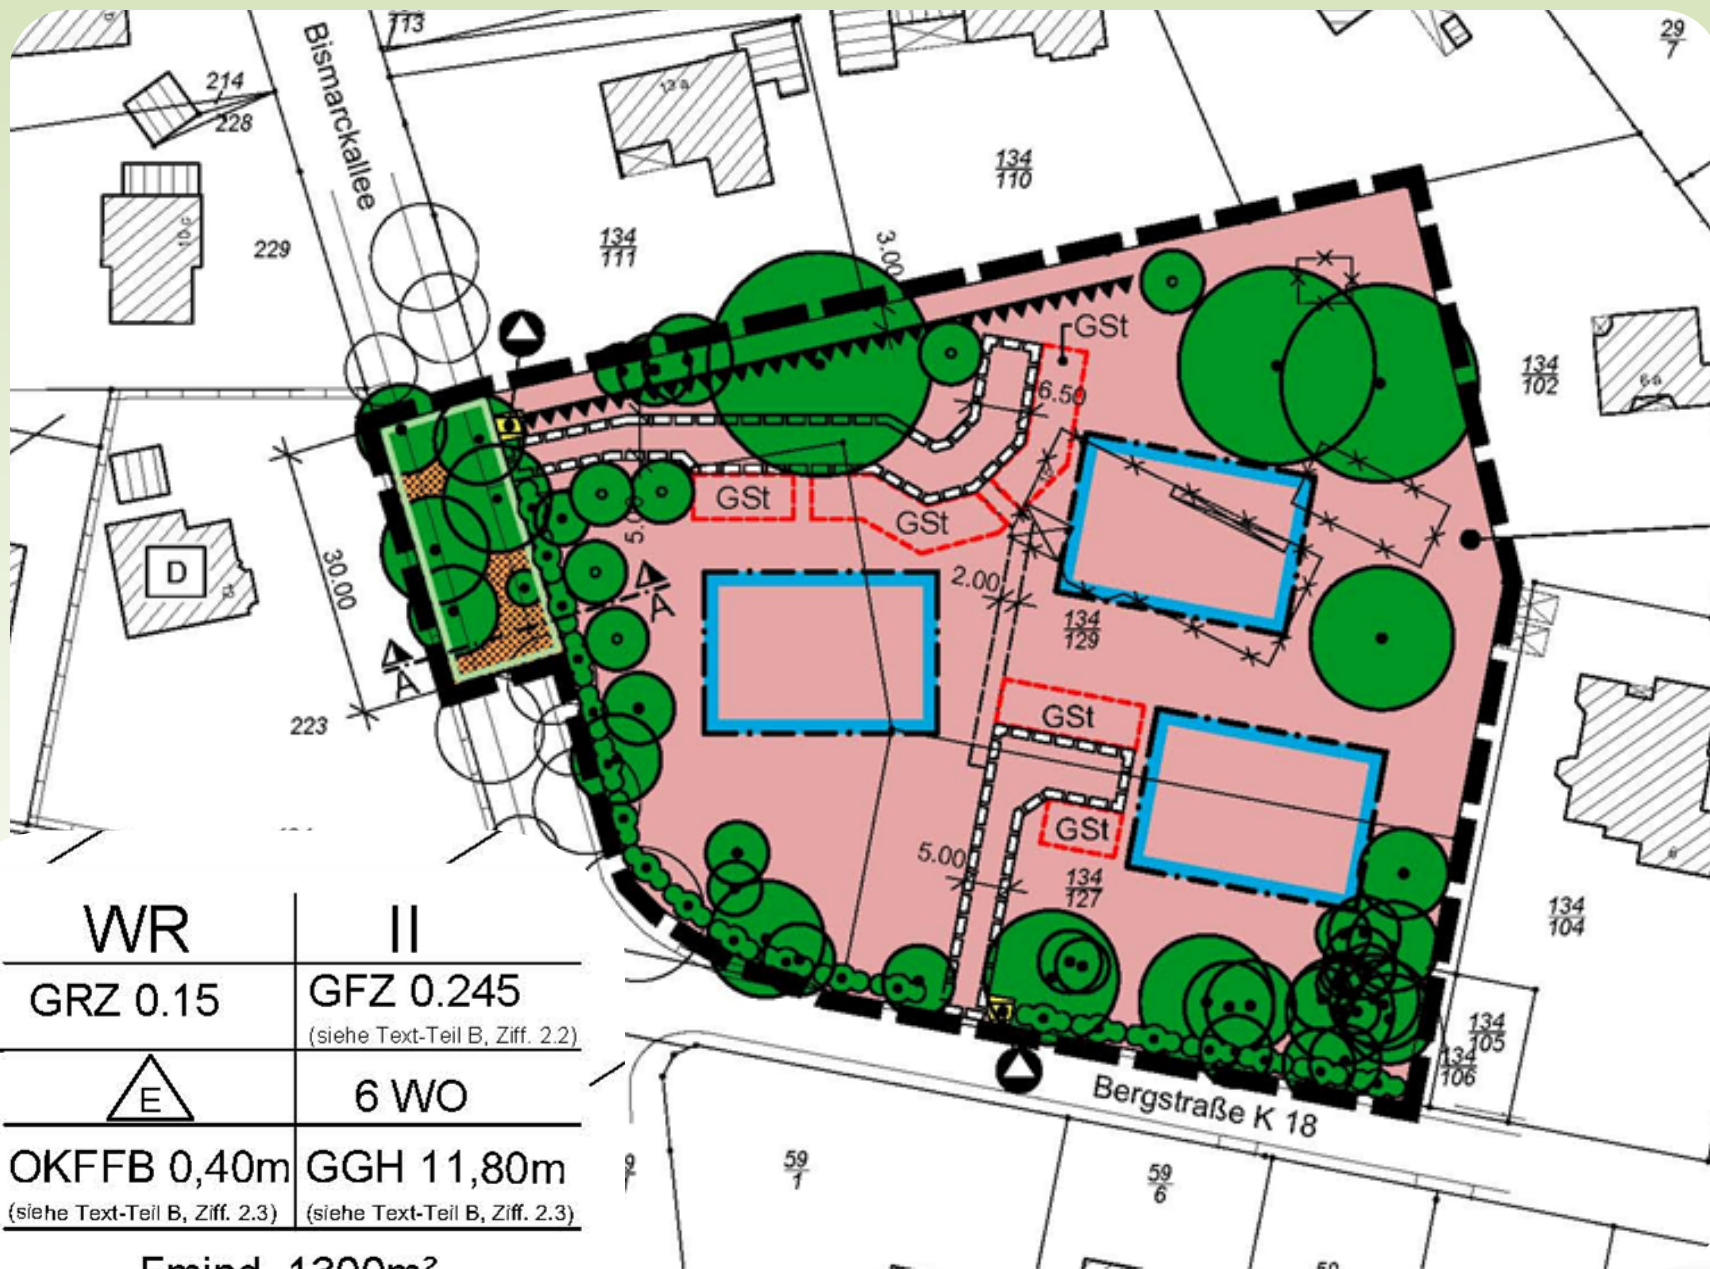 113
29
7
Bismarckallee
214
228
13 a
134
110
10 c
229
134
111
3.00
GSt
6.50
134
102
6 a
GSt
GSt
D
30.00
A
2.00
134
129
A
223
GSt
GSt
5.00
134
127
134
104
134
105
134
106
6
Bergstraße K 18
59
1
59
6
WR II
GRZ 0.15 GFZ 0.245
(siehe Text-Teil B, Ziff. 2.2)
E 6 WO
OKFFB 0,40m GGH 11,80m
(siehe Text-Teil B, Ziff. 2.3) (siehe Text-Teil B, Ziff. 2.3)